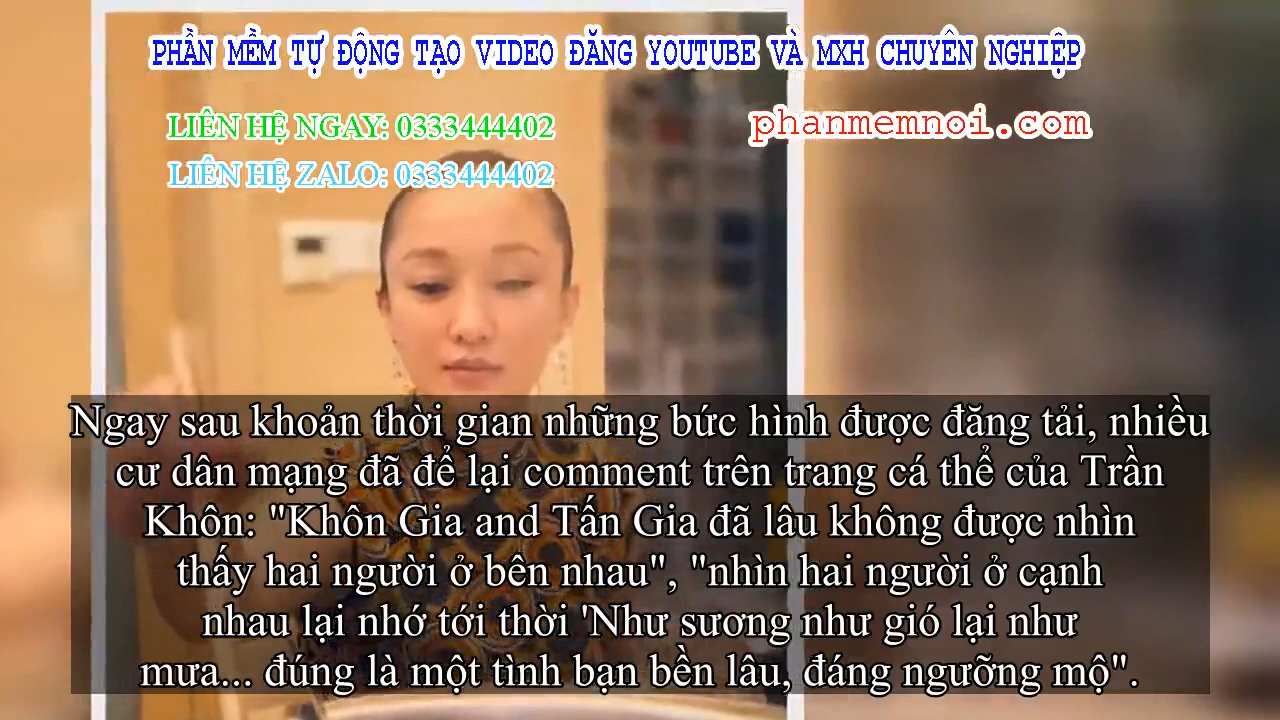 PHẦN MỀM TỰ ĐỘNG TẠO VIDEO ĐĂNG YOUTUBE VÀ MXH CHUYÊN NGHIỆP
LIÊN HỆ NGAY: 0333444402
phanmemnoi.com
LIÊN HỆ ZALO: 0333444402
Ngay sau khoản thời gian những bức hình được đăng tải, nhiều
cư dân mạng đã để lại comment trên trang cá thể của Trần
Khôn: "Khôn Gia and Tấn Gia đã lâu không được nhìn
thấy hai người ở bên nhau", "nhìn hai người ở cạnh
nhau lại nhớ tới thời 'Như sương như gió lại như
mưa... đúng là một tình bạn bền lâu, đáng ngưỡng mộ".